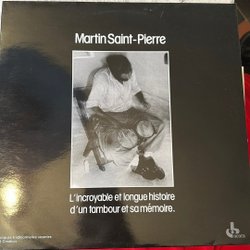 Martin Saint-Pierre
L'incroyable et longue histoire
d'un tambour et sa mémoire.